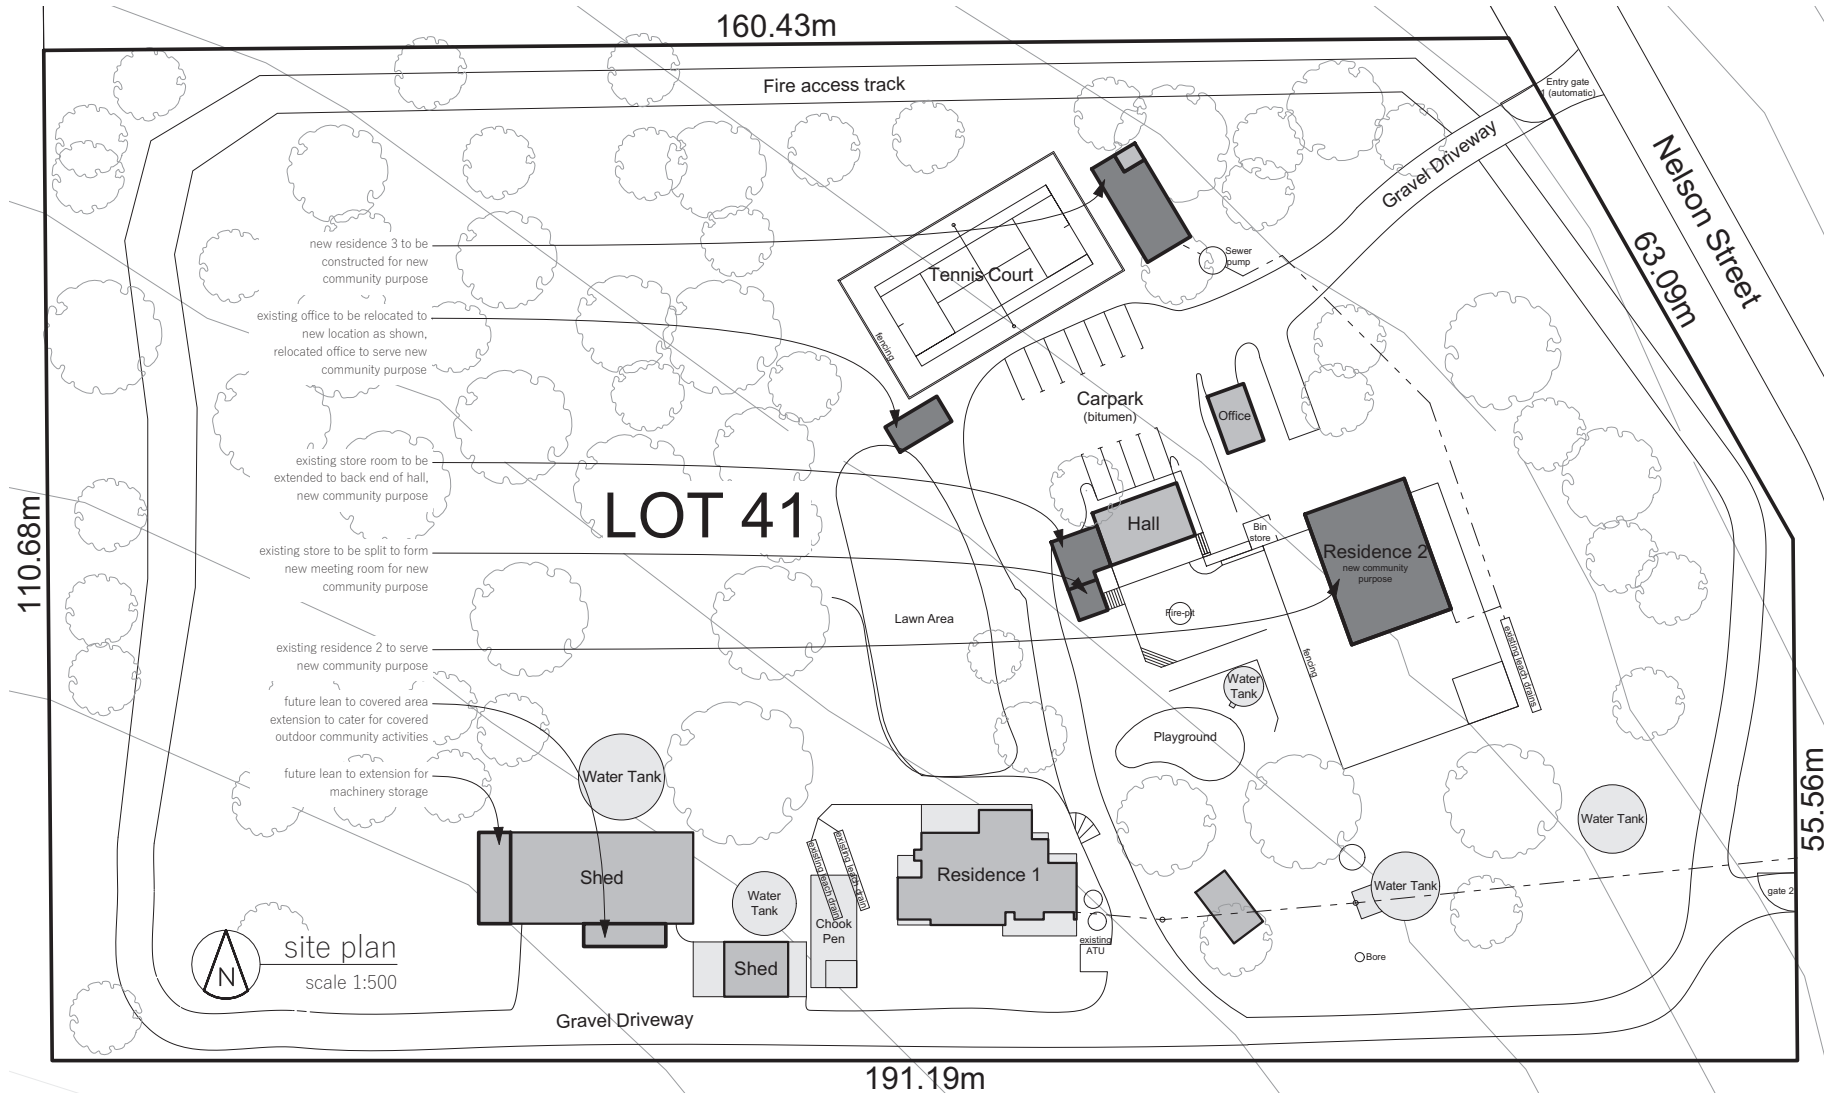 160.43m
Fire access track
Entry gate
1 (automatic)
Gravel Driveway
Nelson Street
63.09m
new residence 3 to be
constructed for new
community purpose
Tennis Court
fencing
Sewer
pump
existing office to be relocated to
new location as shown,
relocated office to serve new
community purpose
Carpark
(bitumen)
Office
existing store room to be
extended to back end of hall,
new community purpose
LOT 41
Hall
Bin
store
Residence 2
new community
purpose
110.68m
existing store to be split to form
new meeting room for new
community purpose
Lawn Area
Fire-pit
existing residence 2 to serve
new community purpose
fencing
existing leach drains
Water
Tank
future lean to covered area
extension to cater for covered
outdoor community activities
Playground
future lean to extension for
machinery storage
Water Tank
Water Tank
55.56m
Shed
existing leach drain
existing leach drain
Residence 1
Water
Tank
Water Tank
gate 2
Chook
Pen
existing
ATU
Bore
N
site plan
scale 1:500
Shed
Gravel Driveway
191.19m